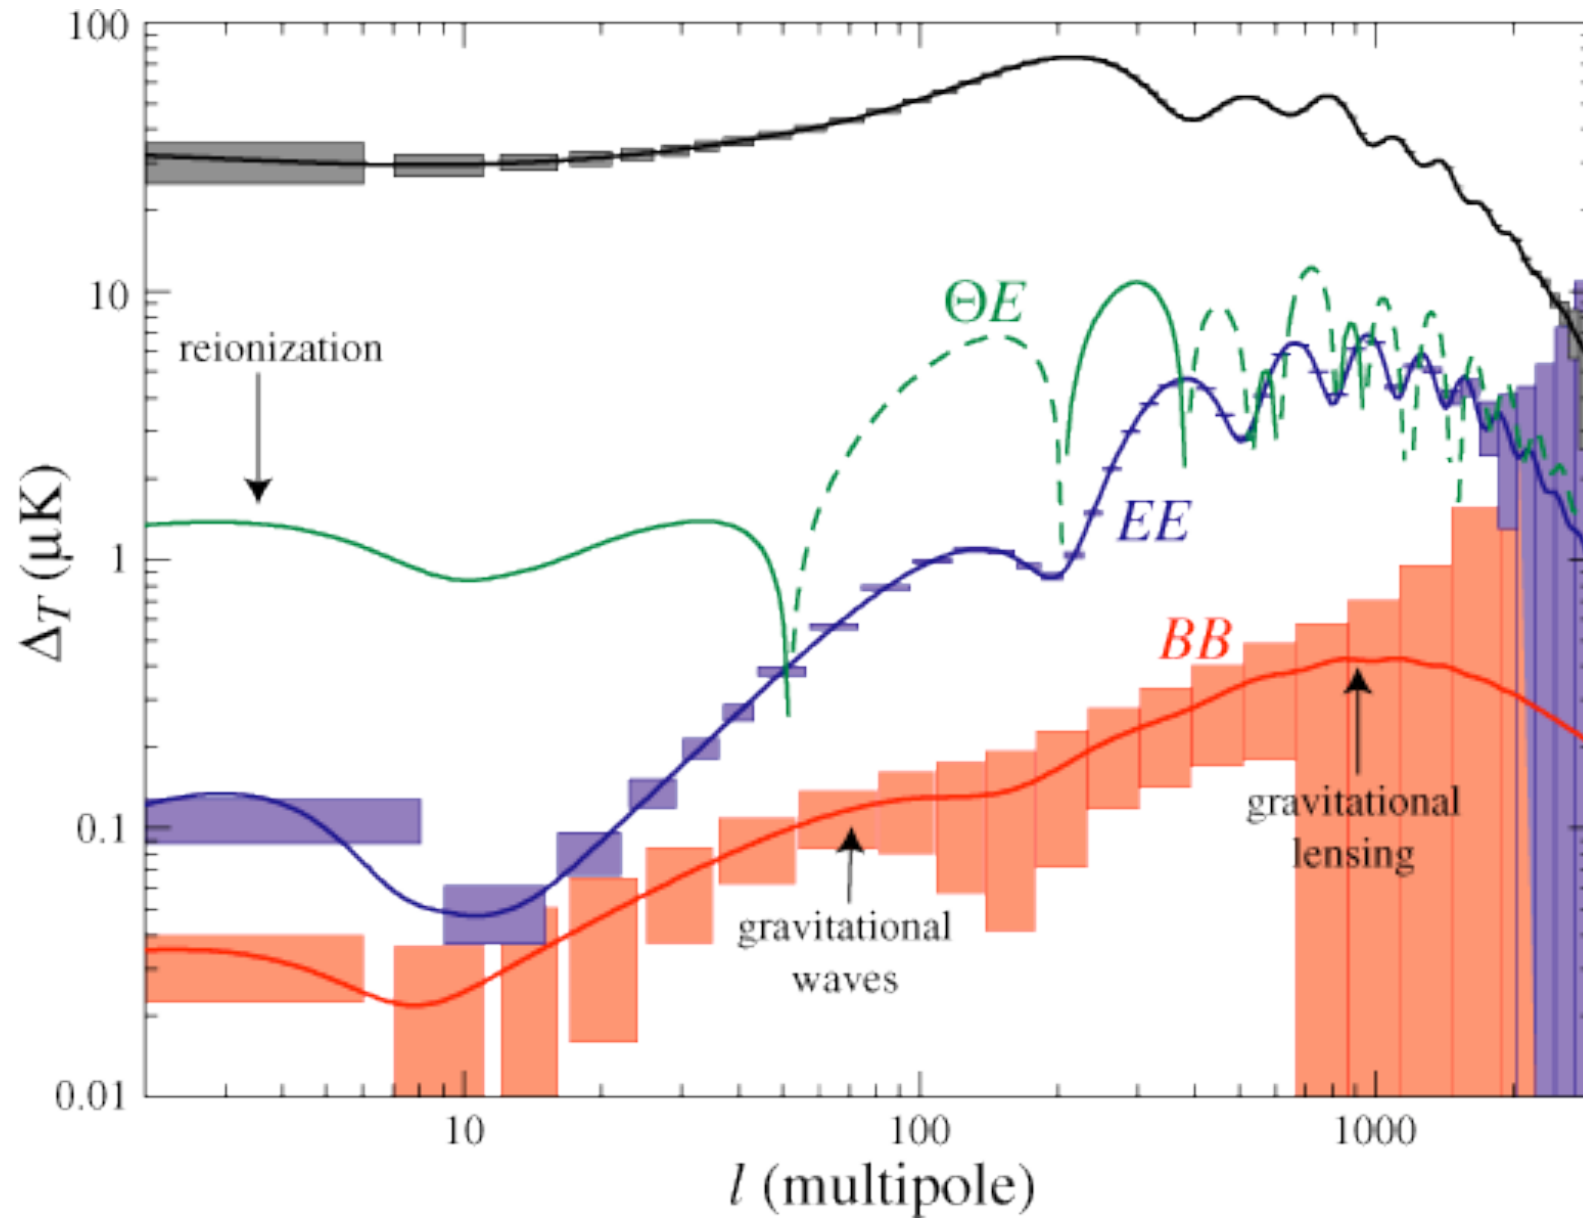 100
10
1
0.1
0.01
Δ_T (μK)
reionization
ΘE
EE
BB
gravitational
waves
gravitational
lensing
10
100
1000
l (multipole)